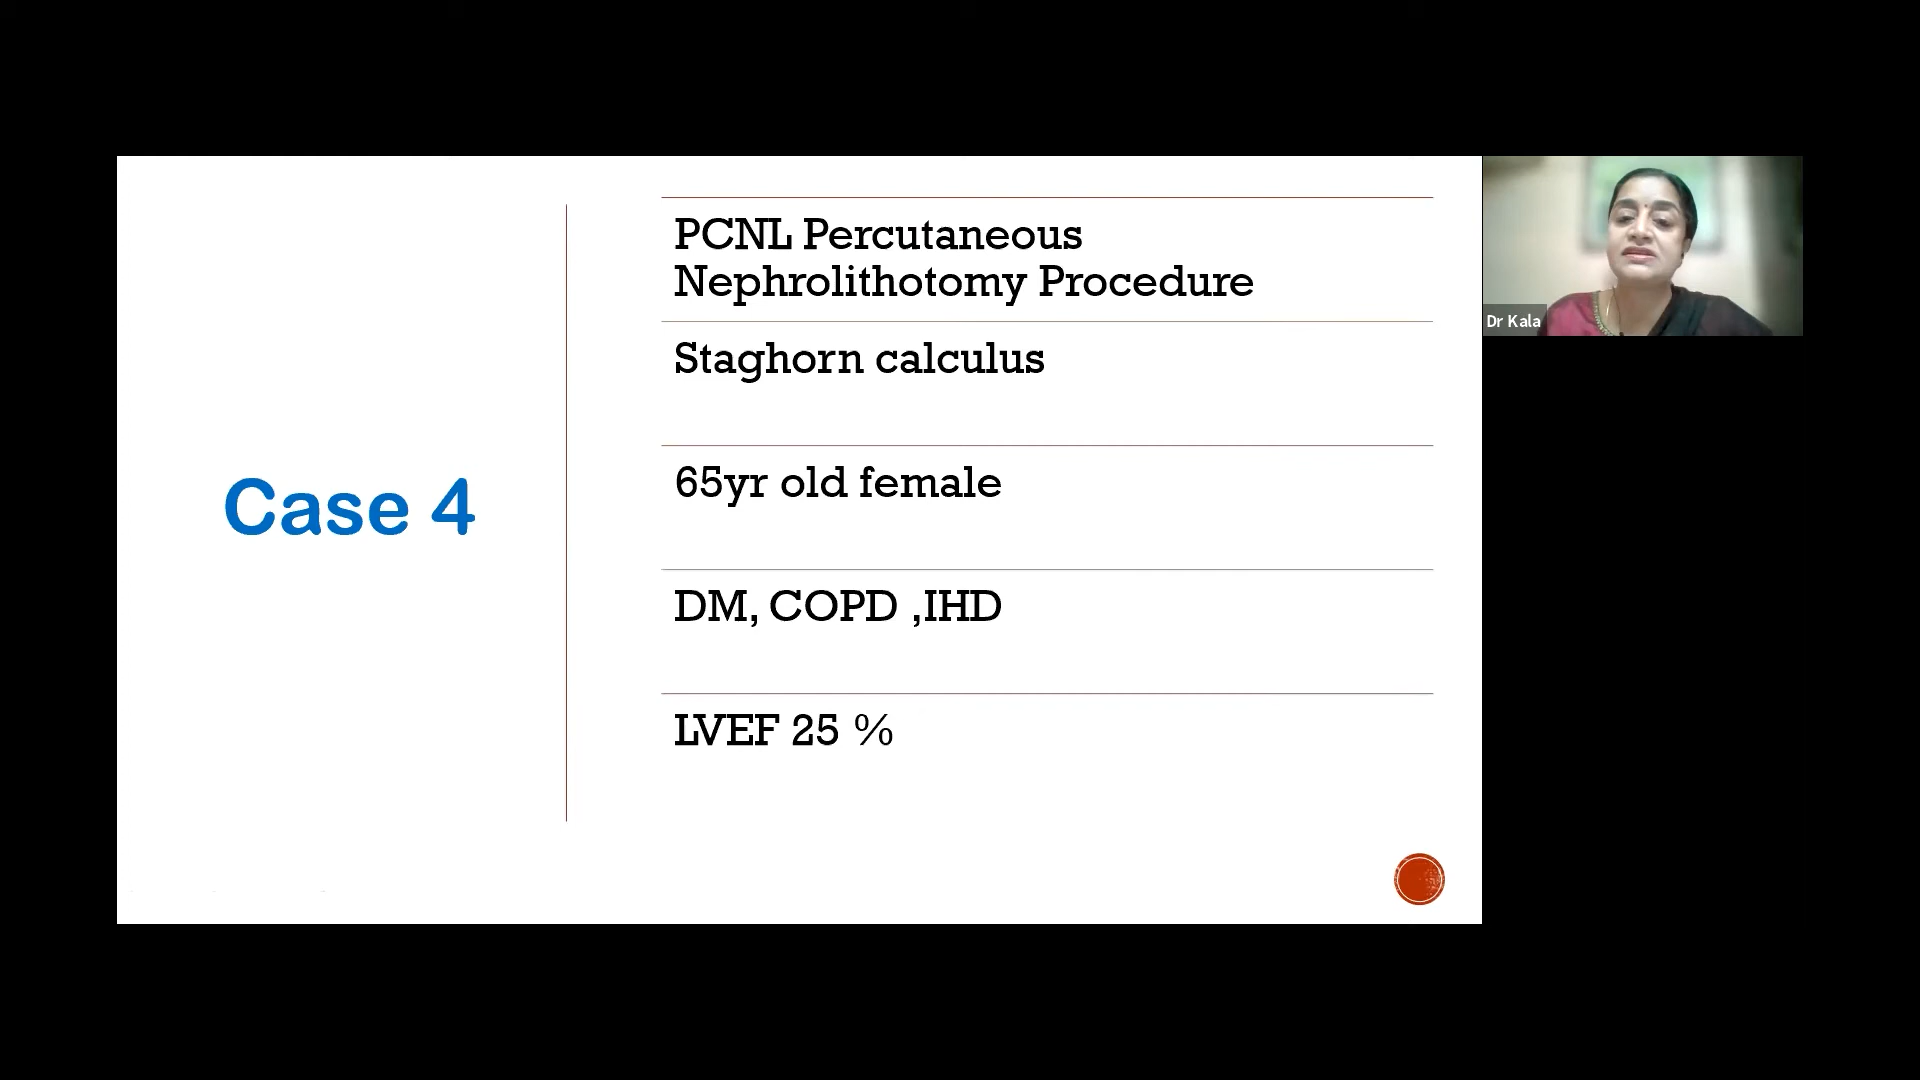 Case 4
PCNL Percutaneous
Nephrolithotomy Procedure
Staghorn calculus
65yr old female
DM, COPD ,IHD
LVEF 25 %
Dr Kala